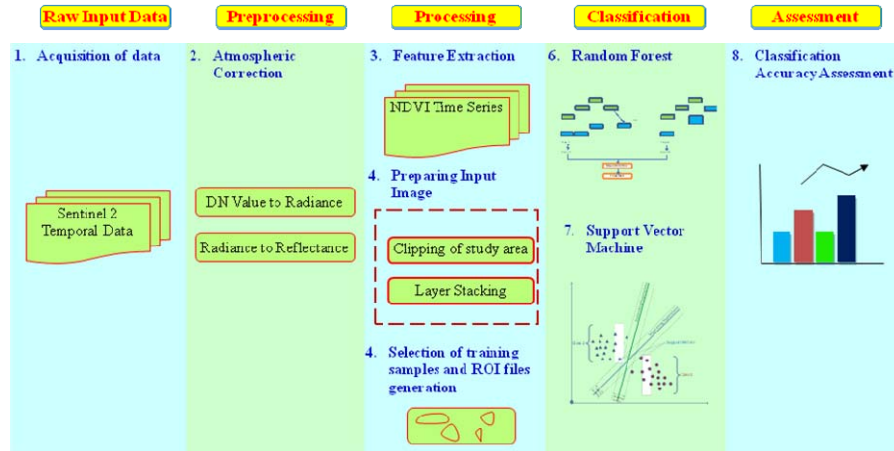 Raw Input Data
Preprocessing
Processing
Classification
Assessment
1. Acquisition of data
Sentinel 2
Temporal Data
2. Atmospheric
Correction
DN Value to Radiance
Radiance to Reflectance
3. Feature Extraction
NDVI Time Series
4. Preparing Input
Image
Clipping of study area
Layer Stacking
4. Selection of training
samples and ROI files
generation
6. Random Forest
7. Support Vector
Machine
8. Classification
Accuracy Assessment